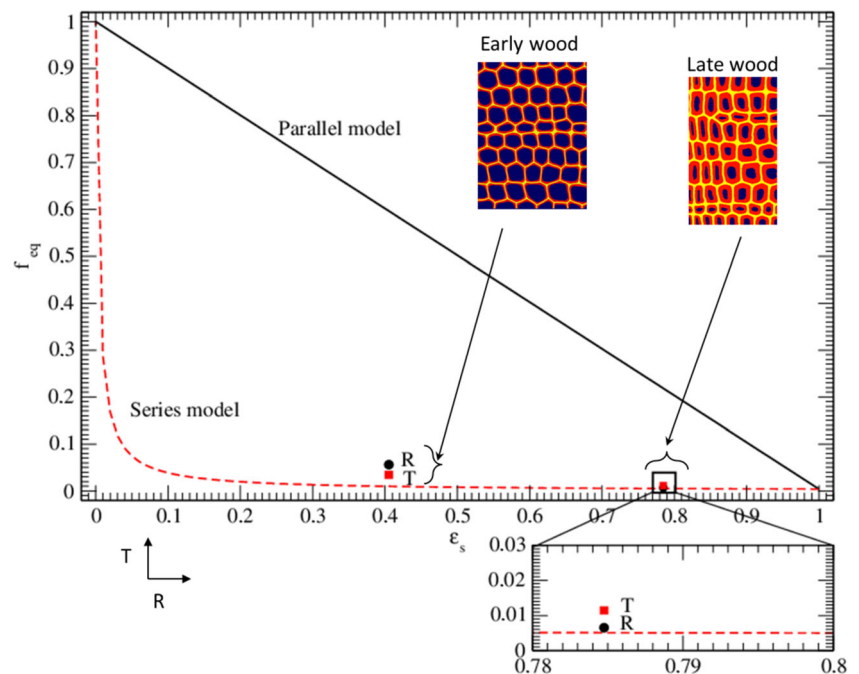 1
0.9
0.8
0.7
0.6
0.5
0.4
0.3
0.2
0.1
0
f_eq
Early wood
Late wood
Parallel model
Series model
R
T
0 0.1 0.2 0.3 0.4 0.5 0.6 0.7 0.8 0.9 1
ε_s
T
R
0.03
0.02
0.01
0
T
R
0.78 0.79 0.8